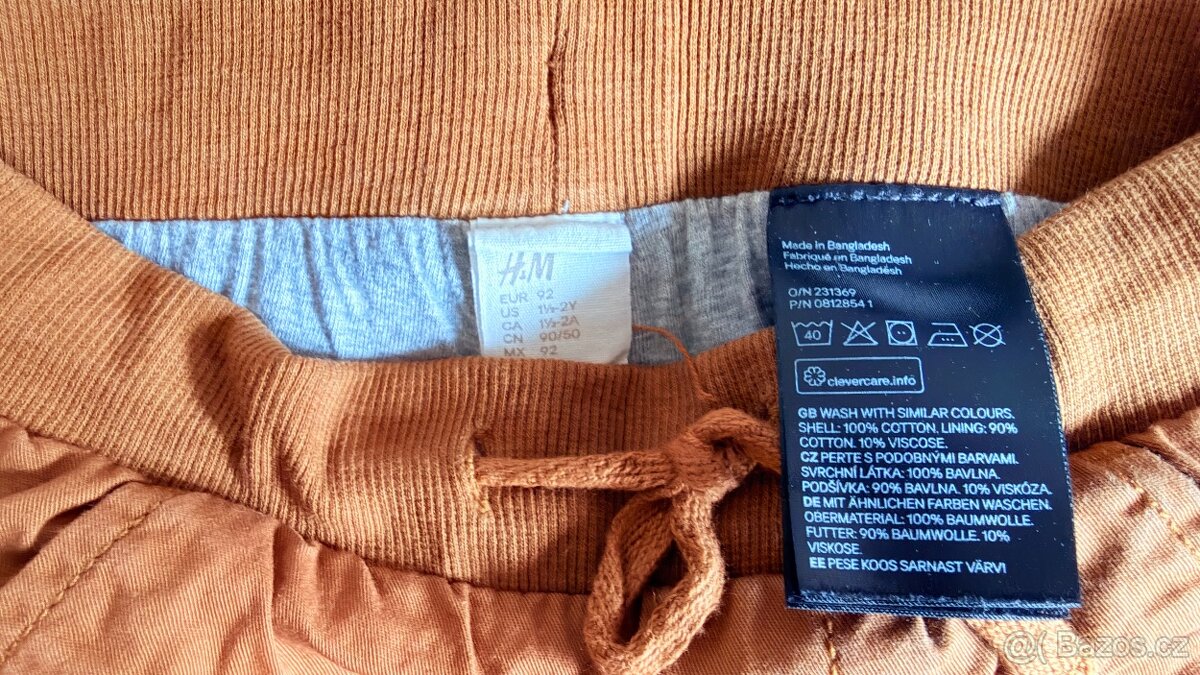 H&M
EUR 92
US 1½-2Y
CA 1½-2A
CN 90/50
MX 92
Made in Bangladesh
Fabriqué en Bangladesh
Hecho en Bangladésh
O/N 231369
P/N 0812854 1
40
clevercare.info
GB WASH WITH SIMILAR COLOURS.
SHELL: 100% COTTON. LINING: 90%
COTTON. 10% VISCOSE.
CZ PERTE S PODOBNÝMI BARVAMI.
SVRCHNÍ LÁTKA: 100% BAVLNA.
PODŠÍVKA: 90% BAVLNA. 10% VISKÓZA.
DE MIT ÄHNLICHEN FARBEN WASCHEN.
OBERMATERIAL: 100% BAUMWOLLE.
FUTTER: 90% BAUMWOLLE. 10%
VISKOSE.
EE PESE KOOS SARNAST VÄRVI
Bazos.cz